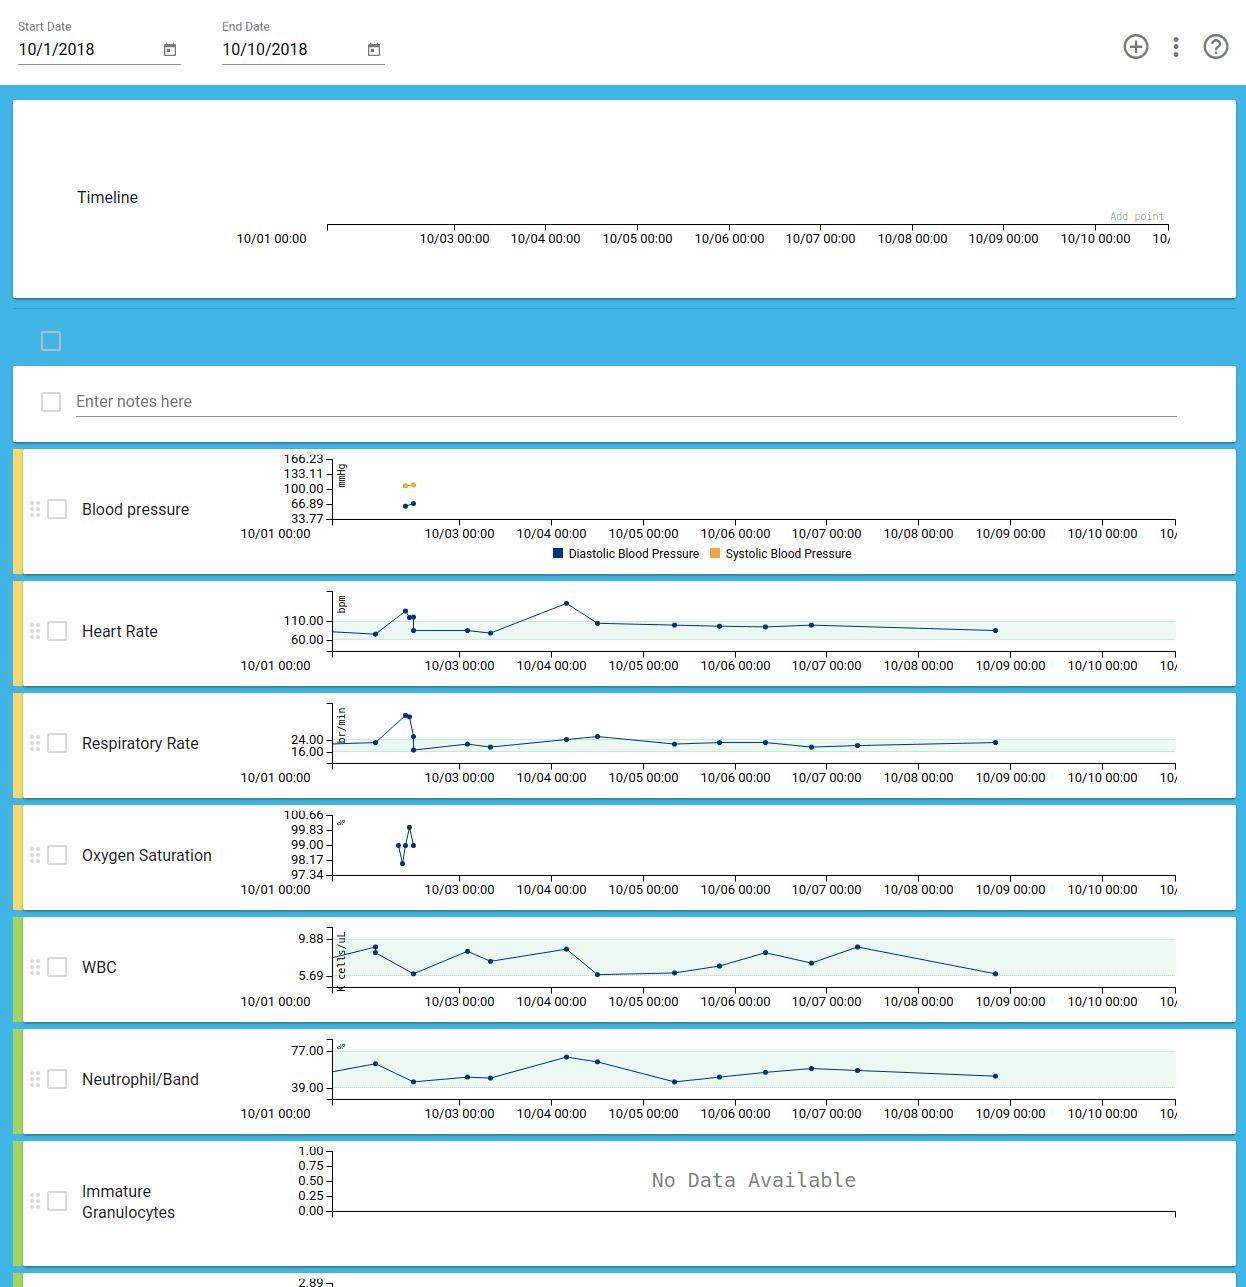 Start Date End Date
10/1/2018 10/10/2018
Timeline
Add point
10/01 00:00 10/03 00:00 10/04 00:00 10/05 00:00 10/06 00:00 10/07 00:00 10/08 00:00 10/09 00:00 10/10 00:00 10/
Enter notes here
Blood pressure
mmHg
166.23
133.11
100.00
66.89
33.77
10/01 00:00 10/03 00:00 10/04 00:00 10/05 00:00 10/06 00:00 10/07 00:00 10/08 00:00 10/09 00:00 10/10 00:00 10/
Diastolic Blood Pressure Systolic Blood Pressure
Heart Rate
bpm
110.00
60.00
10/01 00:00 10/03 00:00 10/04 00:00 10/05 00:00 10/06 00:00 10/07 00:00 10/08 00:00 10/09 00:00 10/10 00:00 10/
Respiratory Rate
br/min
24.00
16.00
10/01 00:00 10/03 00:00 10/04 00:00 10/05 00:00 10/06 00:00 10/07 00:00 10/08 00:00 10/09 00:00 10/10 00:00 10/
Oxygen Saturation
%
100.66
99.83
99.00
98.17
97.34
10/01 00:00 10/03 00:00 10/04 00:00 10/05 00:00 10/06 00:00 10/07 00:00 10/08 00:00 10/09 00:00 10/10 00:00 10/
WBC
K cells/uL
9.88
5.69
10/01 00:00 10/03 00:00 10/04 00:00 10/05 00:00 10/06 00:00 10/07 00:00 10/08 00:00 10/09 00:00 10/10 00:00 10/
Neutrophil/Band
%
77.00
39.00
10/01 00:00 10/03 00:00 10/04 00:00 10/05 00:00 10/06 00:00 10/07 00:00 10/08 00:00 10/09 00:00 10/10 00:00 10/
Immature
Granulocytes
1.00
0.75
0.50
0.25
0.00
No Data Available
2.89